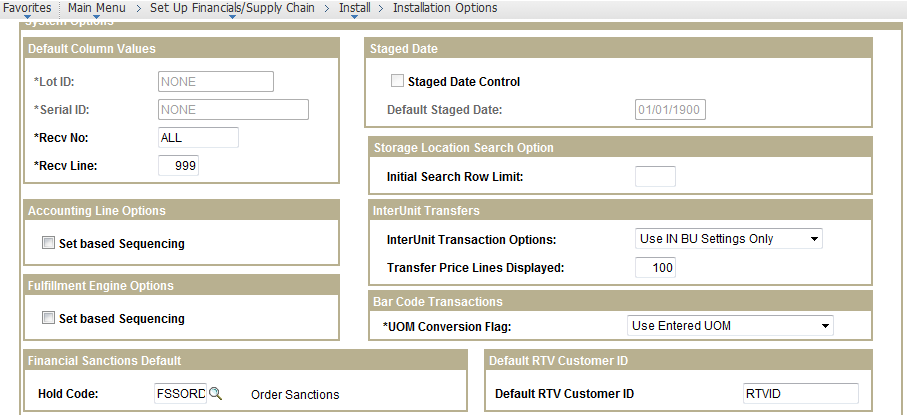 Favorites Main Menu > Set Up Financials/Supply Chain > Install > Installation Options
System Options
Default Column Values
*Lot ID: NONE
*Serial ID: NONE
*Recv No: ALL
*Recv Line: 999
Staged Date
Staged Date Control
Default Staged Date: 01/01/1900
Storage Location Search Option
Initial Search Row Limit:
Accounting Line Options
Set based Sequencing
InterUnit Transfers
InterUnit Transaction Options: Use IN BU Settings Only
Transfer Price Lines Displayed: 100
Fulfillment Engine Options
Set based Sequencing
Bar Code Transactions
*UOM Conversion Flag: Use Entered UOM
Financial Sanctions Default
Hold Code: FSSORD Order Sanctions
Default RTV Customer ID
Default RTV Customer ID RTVID